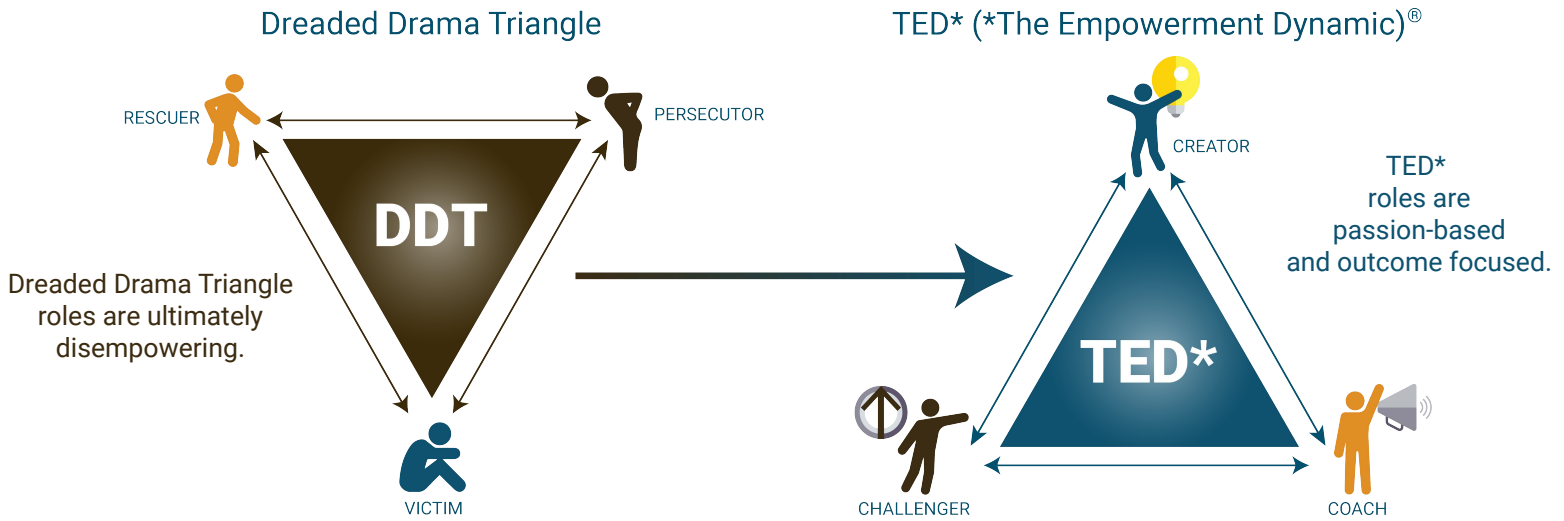 Dreaded Drama Triangle
RESCUER
PERSECUTOR
DDT
Dreaded Drama Triangle
roles are ultimately
disempowering.
VICTIM
TED* (*The Empowerment Dynamic)®
CREATOR
TED*
roles are
passion-based
and outcome focused.
TED*
CHALLENGER
COACH